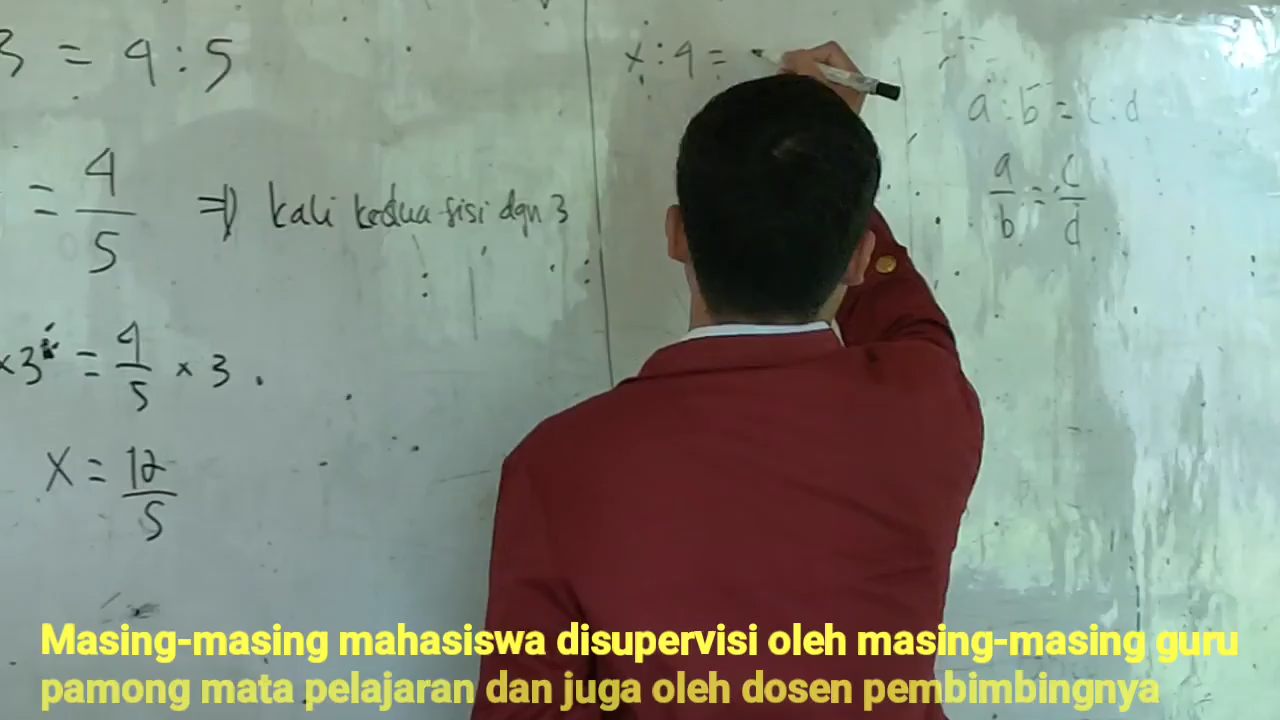 3 = 4 : 5
= 4/5 => kali kedua sisi dgn 3
x 3 = 4/5 x 3 .
x = 12/5
x : 4 =
a : b = c : d
a/b = c/d
Masing-masing mahasiswa disupervisi oleh masing-masing guru
pamong mata pelajaran dan juga oleh dosen pembimbingnya